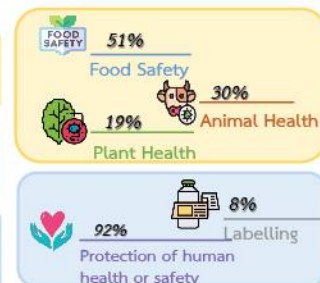 FOOD
SAFETY
51%
Food Safety
30%
Animal Health
19%
Plant Health
8%
Labelling
92%
Protection of human
health or safety